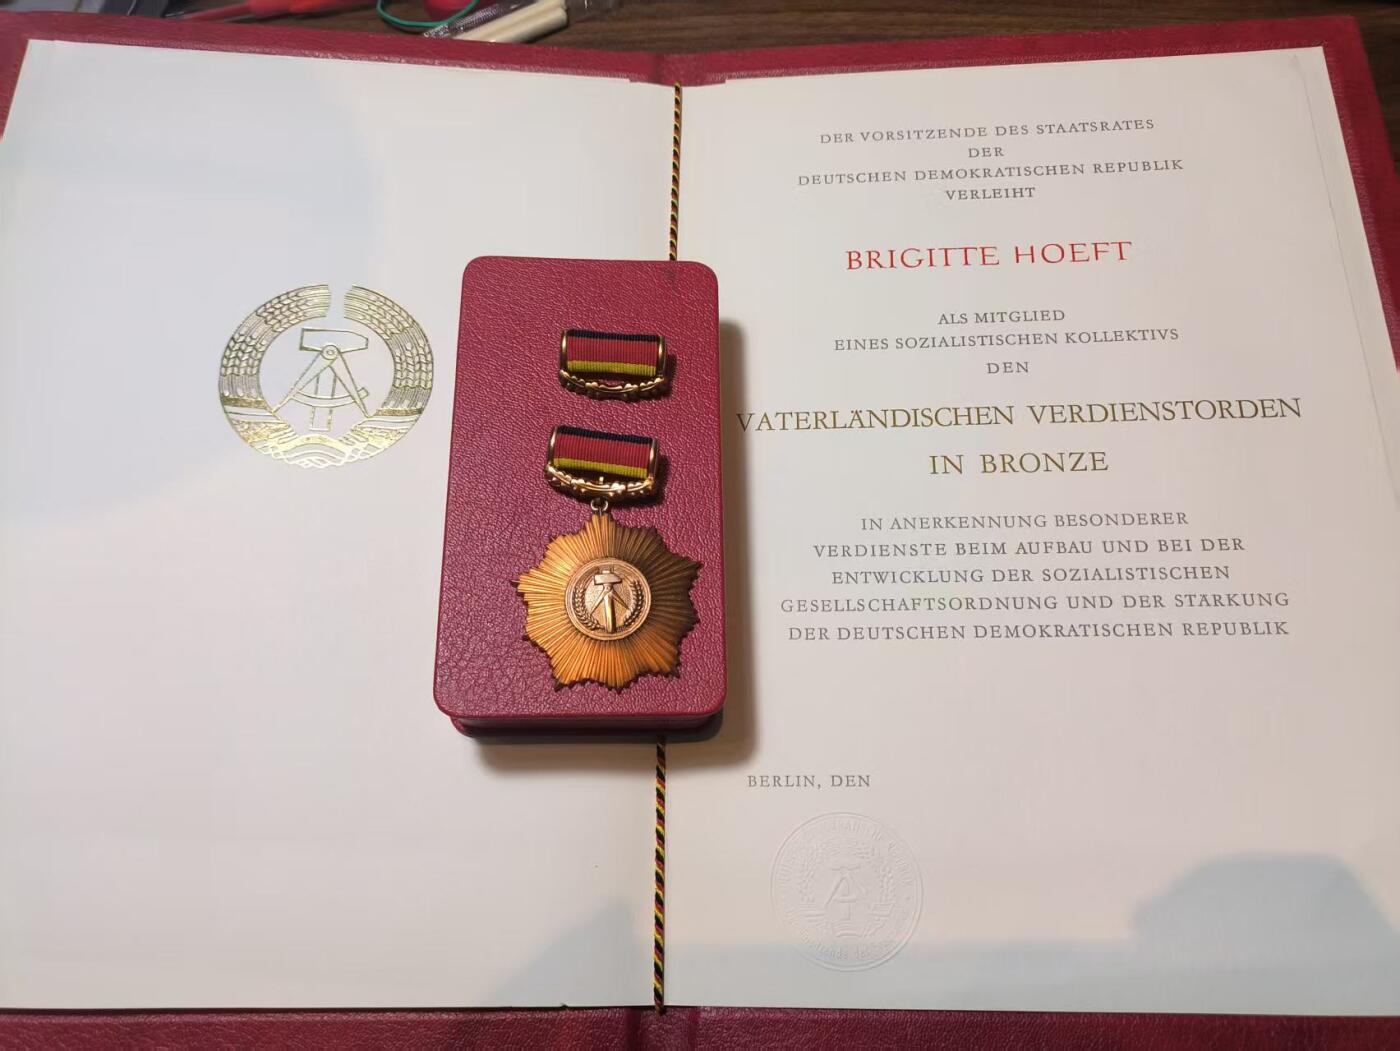 DER VORSITZENDE DES STAATSRATES
DER
DEUTSCHEN DEMOKRATISCHEN REPUBLIK
VERLEIHT
BRIGITTE HOEFT
ALS MITGLIED
EINES SOZIALISTISCHEN KOLLEKTIVS
DEN
VATERLÄNDISCHEN VERDIENSTORDEN
IN BRONZE
IN ANERKENNUNG BESONDERER
VERDIENSTE BEIM AUFBAU UND BEI DER
ENTWICKLUNG DER SOZIALISTISCHEN
GESELLSCHAFTSORDNUNG UND DER STÄRKUNG
DER DEUTSCHEN DEMOKRATISCHEN REPUBLIK
BERLIN, DEN